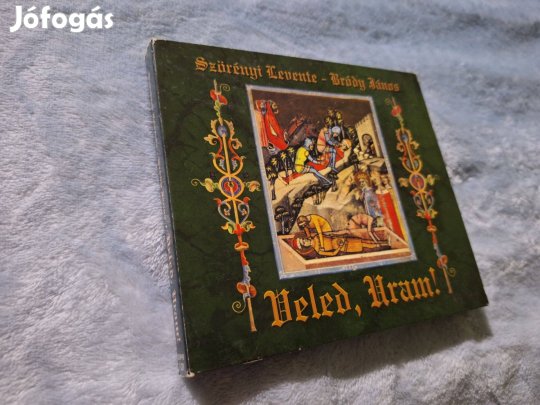 Jófogás
Szörényi Levente - Bródy János
Veled, Uram!